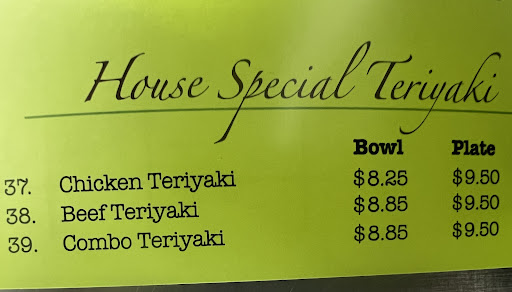 House Special Teriyaki
Bowl Plate
37. Chicken Teriyaki $8.25 $9.50
38. Beef Teriyaki $8.85 $9.50
39. Combo Teriyaki $8.85 $9.50